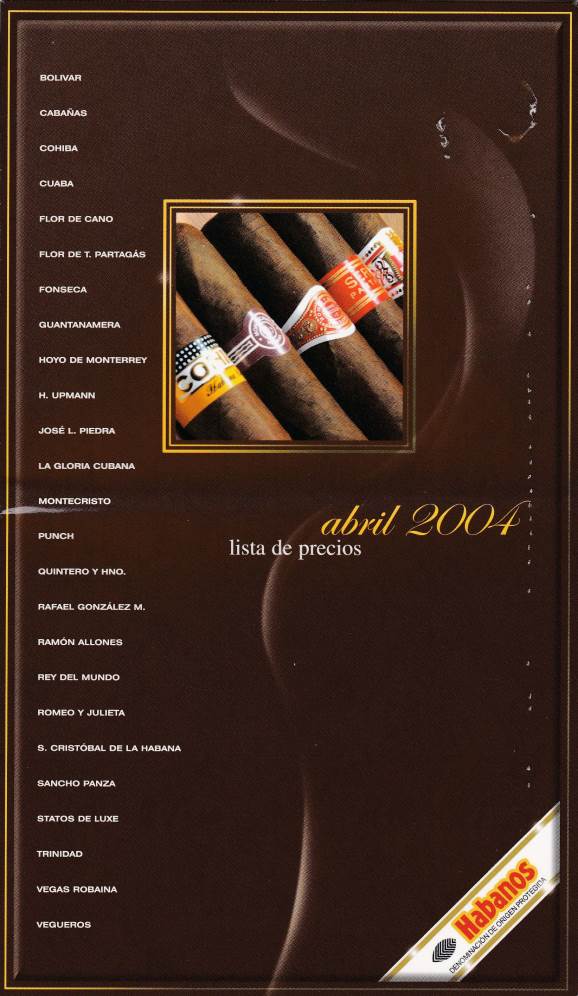 BOLIVAR
CABAÑAS
COHIBA
CUABA
FLOR DE CANO
FLOR DE T. PARTAGÁS
FONSECA
GUANTANAMERA
HOYO DE MONTERREY
H. UPMANN
JOSÉ L. PIEDRA
LA GLORIA CUBANA
MONTECRISTO
PUNCH
QUINTERO Y HNO.
RAFAEL GONZÁLEZ M.
RAMÓN ALLONES
REY DEL MUNDO
ROMEO Y JULIETA
S. CRISTÓBAL DE LA HABANA
SANCHO PANZA
STATOS DE LUXE
TRINIDAD
VEGAS ROBAINA
VEGUEROS
abril 2004
lista de precios
Habanos
DENOMINACIÓN DE ORIGEN PROTEGIDA